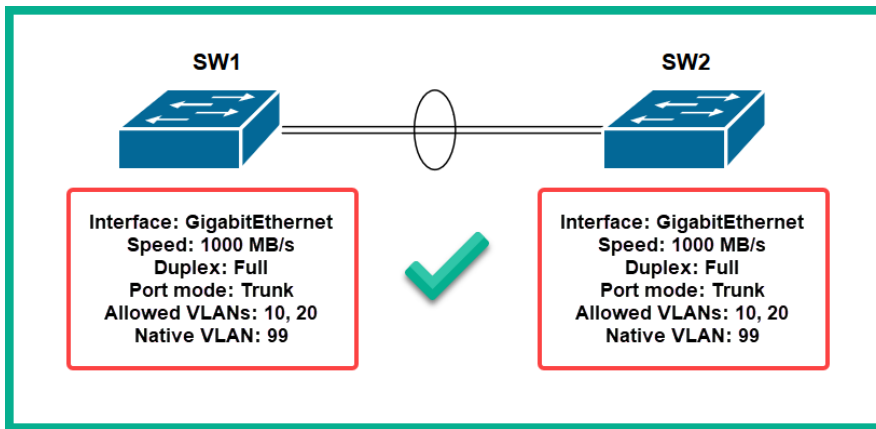 SW1
SW2
Interface: GigabitEthernet
Speed: 1000 MB/s
Duplex: Full
Port mode: Trunk
Allowed VLANs: 10, 20
Native VLAN: 99
Interface: GigabitEthernet
Speed: 1000 MB/s
Duplex: Full
Port mode: Trunk
Allowed VLANs: 10, 20
Native VLAN: 99